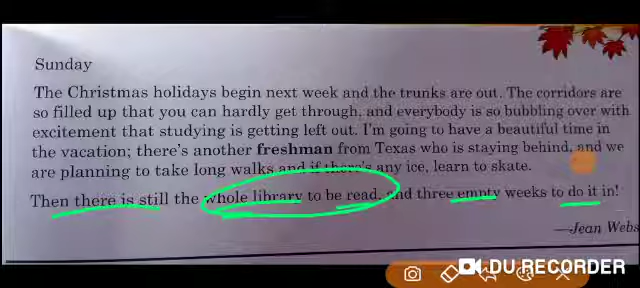 Sunday
The Christmas holidays begin next week and the trunks are out. The corridors are
so filled up that you can hardly get through, and everybody is so bubbling over with
excitement that studying is getting left out. I'm going to have a beautiful time in
the vacation; there's another freshman from Texas who is staying behind, and we
are planning to take long walks and if there's any ice, learn to skate.
Then there is still the whole library to be read, and three empty weeks to do it in!
—Jean Webs
DU RECORDER